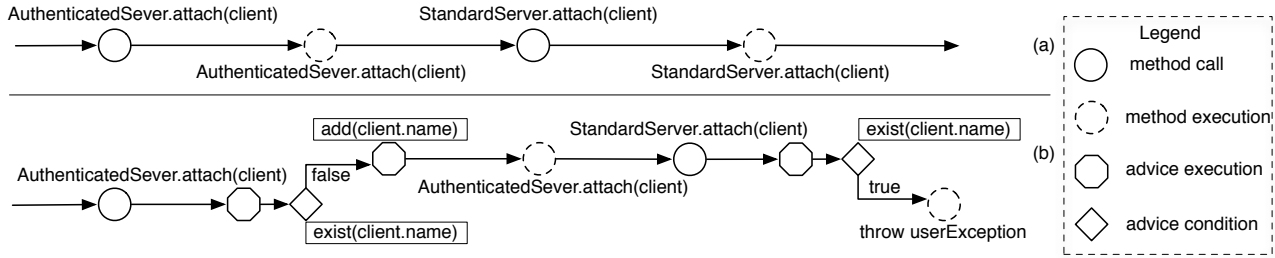 AuthenticatedSever.attach(client)
StandardServer.attach(client)
AuthenticatedSever.attach(client)
StandardServer.attach(client)
(a)
add(client.name)
StandardServer.attach(client)
exist(client.name)
(b)
AuthenticatedSever.attach(client)
false
AuthenticatedSever.attach(client)
true
exist(client.name)
throw userException
Legend
method call
method execution
advice execution
advice condition